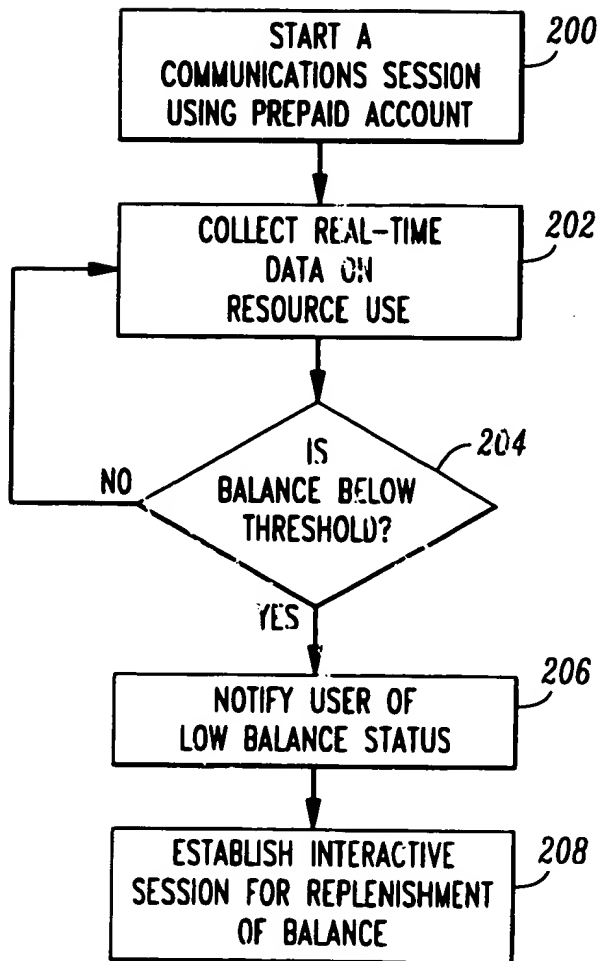 START A
COMMUNICATIONS SESSION
USING PREPAID ACCOUNT
200
COLLECT REAL-TIME
DATA ON
RESOURCE USE
202
IS
BALANCE BELOW
THRESHOLD?
204
NO
YES
NOTIFY USER OF
LOW BALANCE STATUS
206
ESTABLISH INTERACTIVE
SESSION FOR REPLENISHMENT
OF BALANCE
208